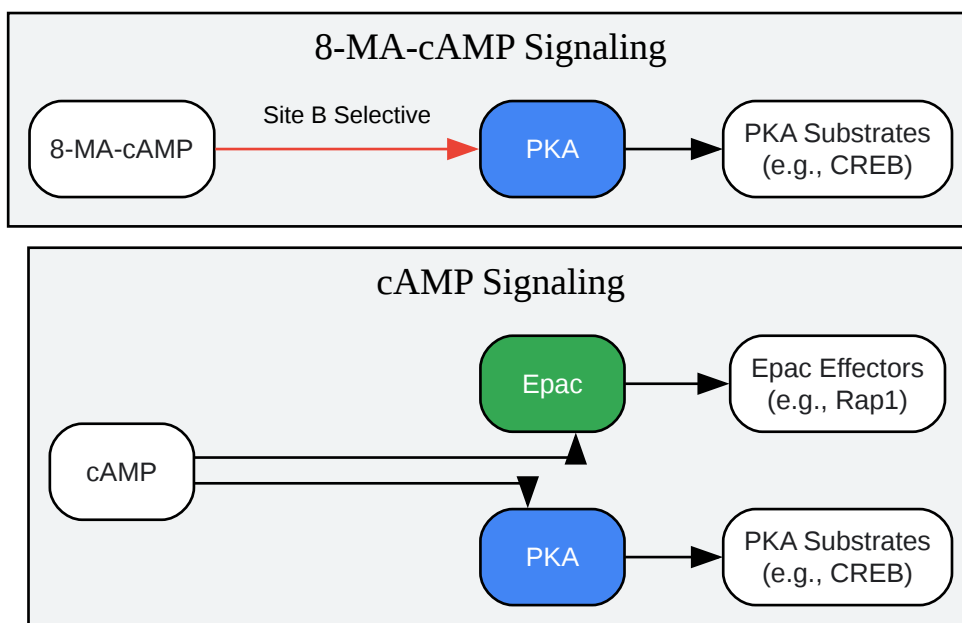 8-MA-cAMP Signaling
8-MA-cAMP
Site B Selective
PKA
PKA Substrates
(e.g., CREB)
cAMP Signaling
cAMP
Epac
Epac Effectors
(e.g., Rap1)
PKA
PKA Substrates
(e.g., CREB)